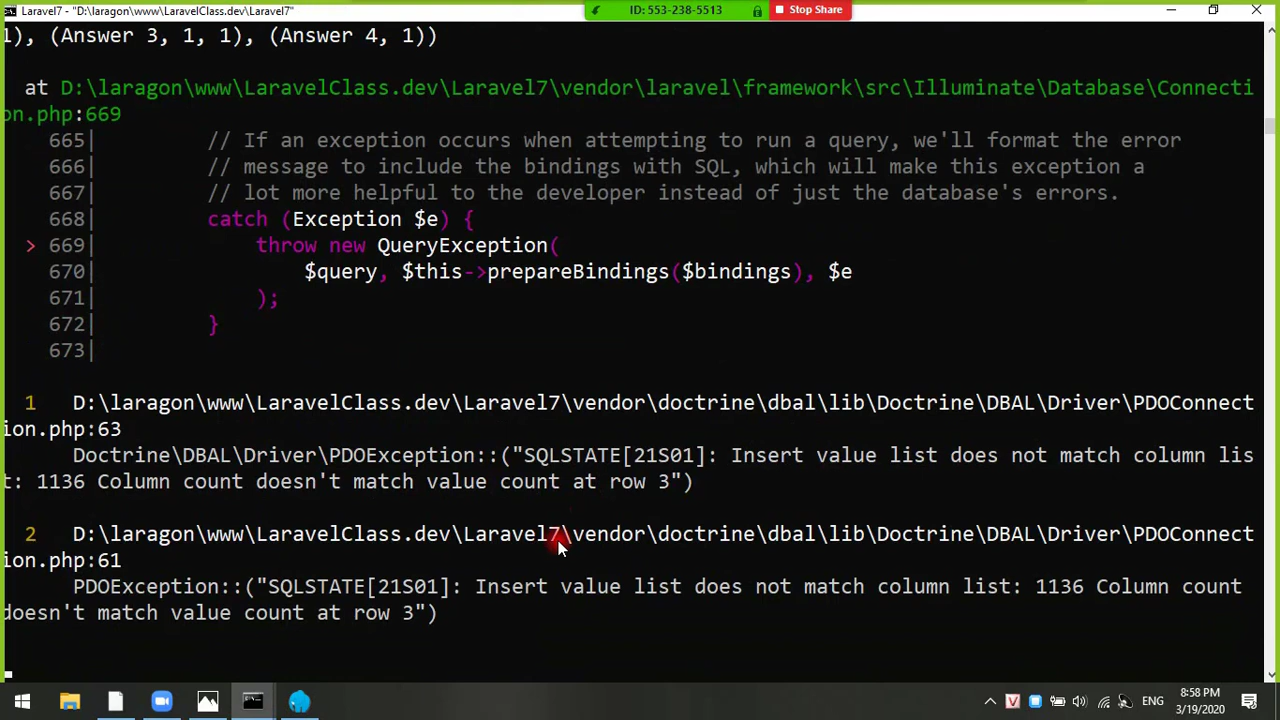 Laravel7 - "D:\laragon\www\LaravelClass.dev\Laravel7"
ID: 553-238-5513
Stop Share
1), (Answer 3, 1, 1), (Answer 4, 1))
at D:\laragon\www\LaravelClass.dev\Laravel7\vendor\laravel\framework\src\Illuminate\Database\Connecti
on.php:669
665| // If an exception occurs when attempting to run a query, we'll format the error
666| // message to include the bindings with SQL, which will make this exception a
667| // lot more helpful to the developer instead of just the database's errors.
668| catch (Exception $e) {
> 669| throw new QueryException(
670| $query, $this->prepareBindings($bindings), $e
671| );
672| }
673|
1 D:\laragon\www\LaravelClass.dev\Laravel7\vendor\doctrine\dbal\lib\Doctrine\DBAL\Driver\PDOConnect
ion.php:63
Doctrine\DBAL\Driver\PDOException::("SQLSTATE[21S01]: Insert value list does not match column lis
t: 1136 Column count doesn't match value count at row 3")
2 D:\laragon\www\LaravelClass.dev\Laravel7\vendor\doctrine\dbal\lib\Doctrine\DBAL\Driver\PDOConnect
ion.php:61
PDOException::("SQLSTATE[21S01]: Insert value list does not match column list: 1136 Column count
doesn't match value count at row 3")
ENG
8:58 PM
3/19/2020